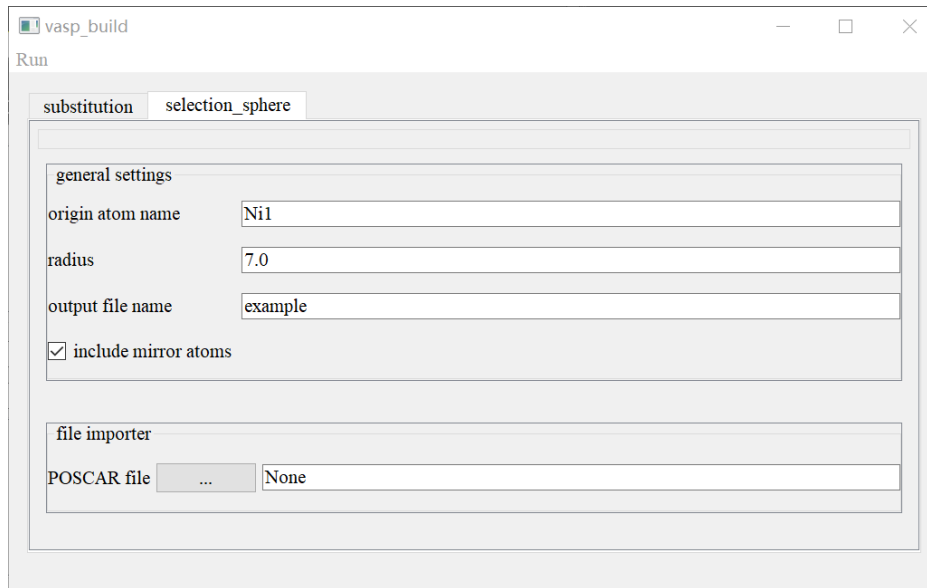 vasp_build
Run
substitution selection_sphere
general settings
origin atom name Ni1
radius 7.0
output file name example
include mirror atoms
file importer
POSCAR file ... None